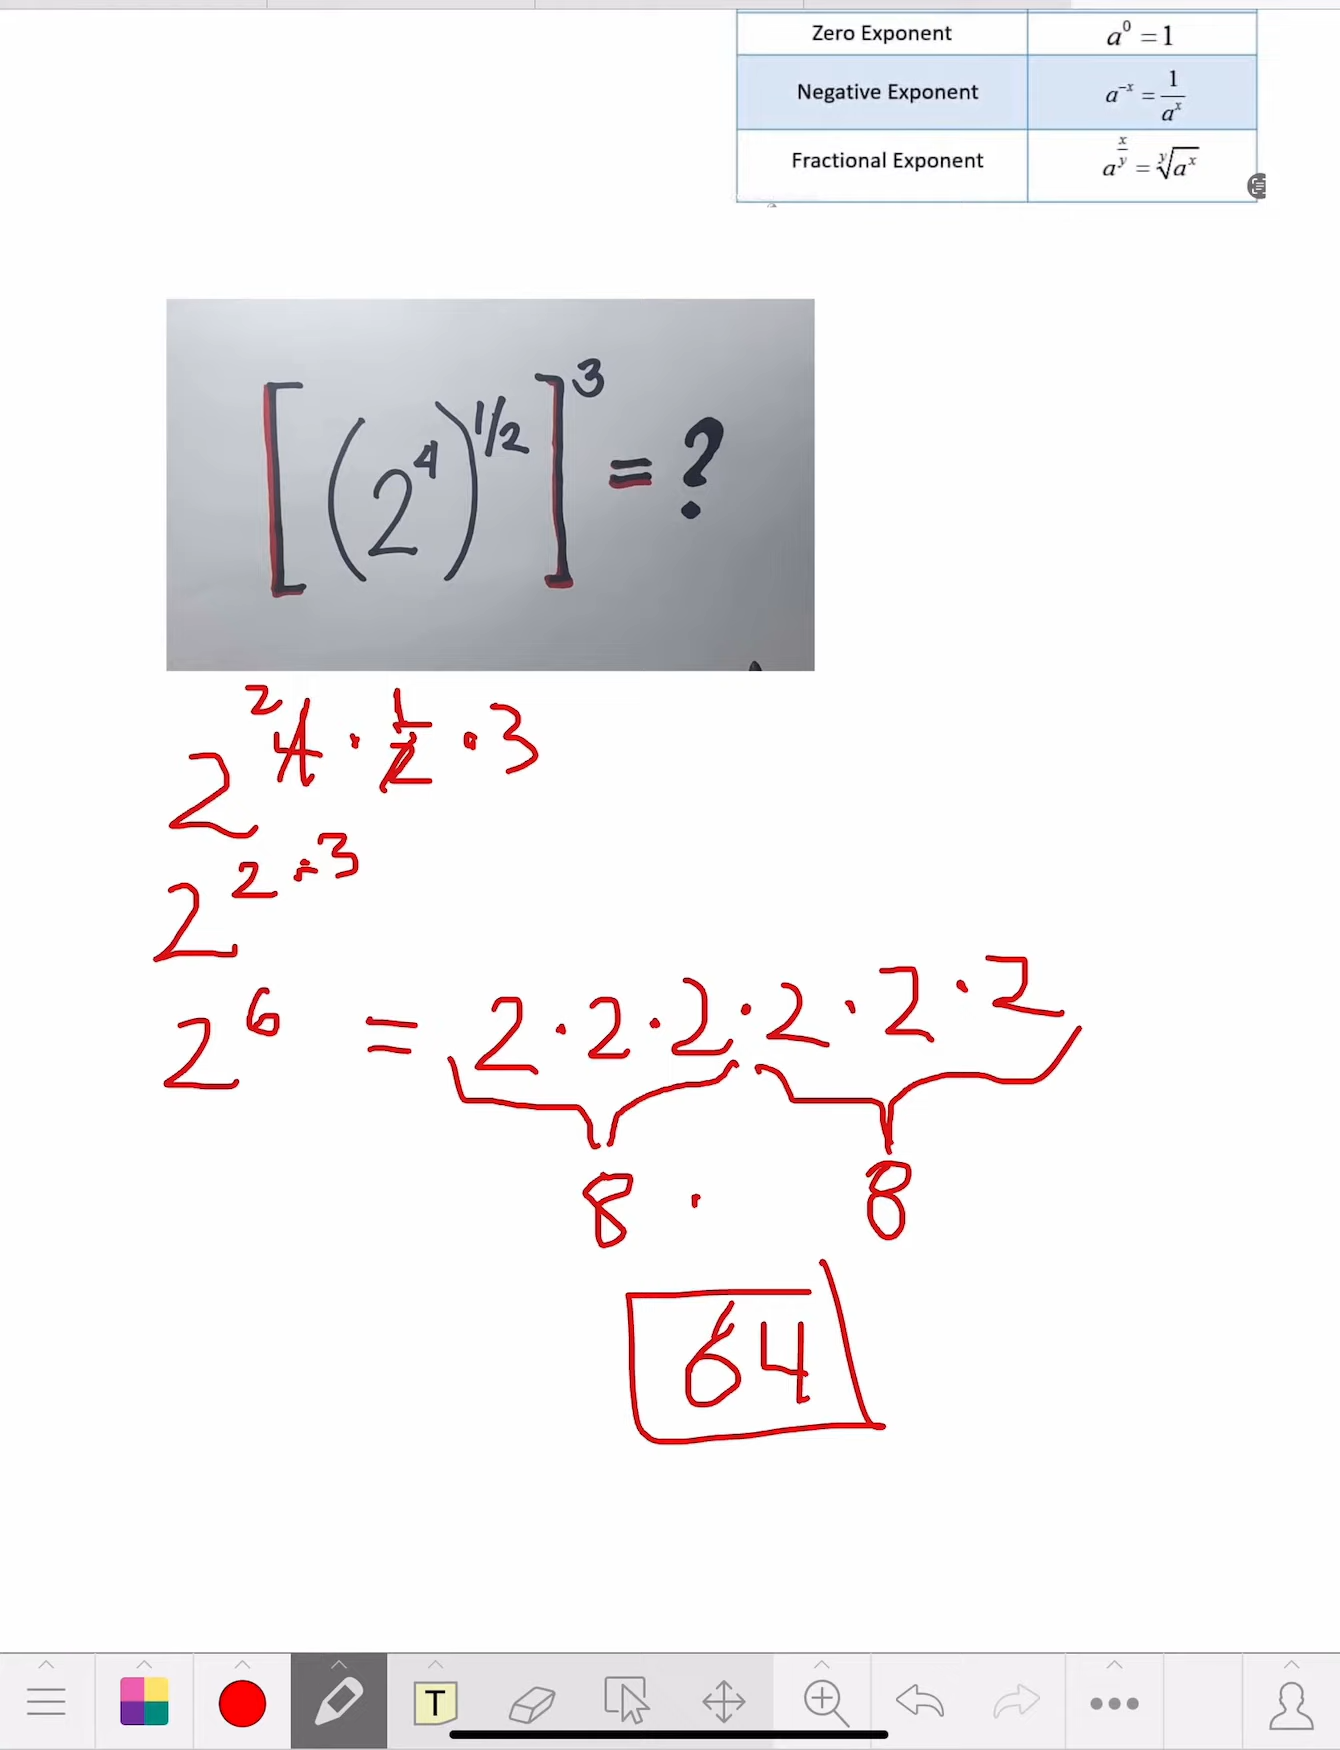 Zero Exponent a⁰ = 1
Negative Exponent a⁻ˣ = 1/aˣ
Fractional Exponent a^(x/y) = ʸ√aˣ
[(2⁴)^(1/2)]³ = ?
2^(4 · 1/2 · 3)
2
2^(2 · 3)
2⁶ = 2 · 2 · 2 · 2 · 2 · 2
8 · 8
64
T